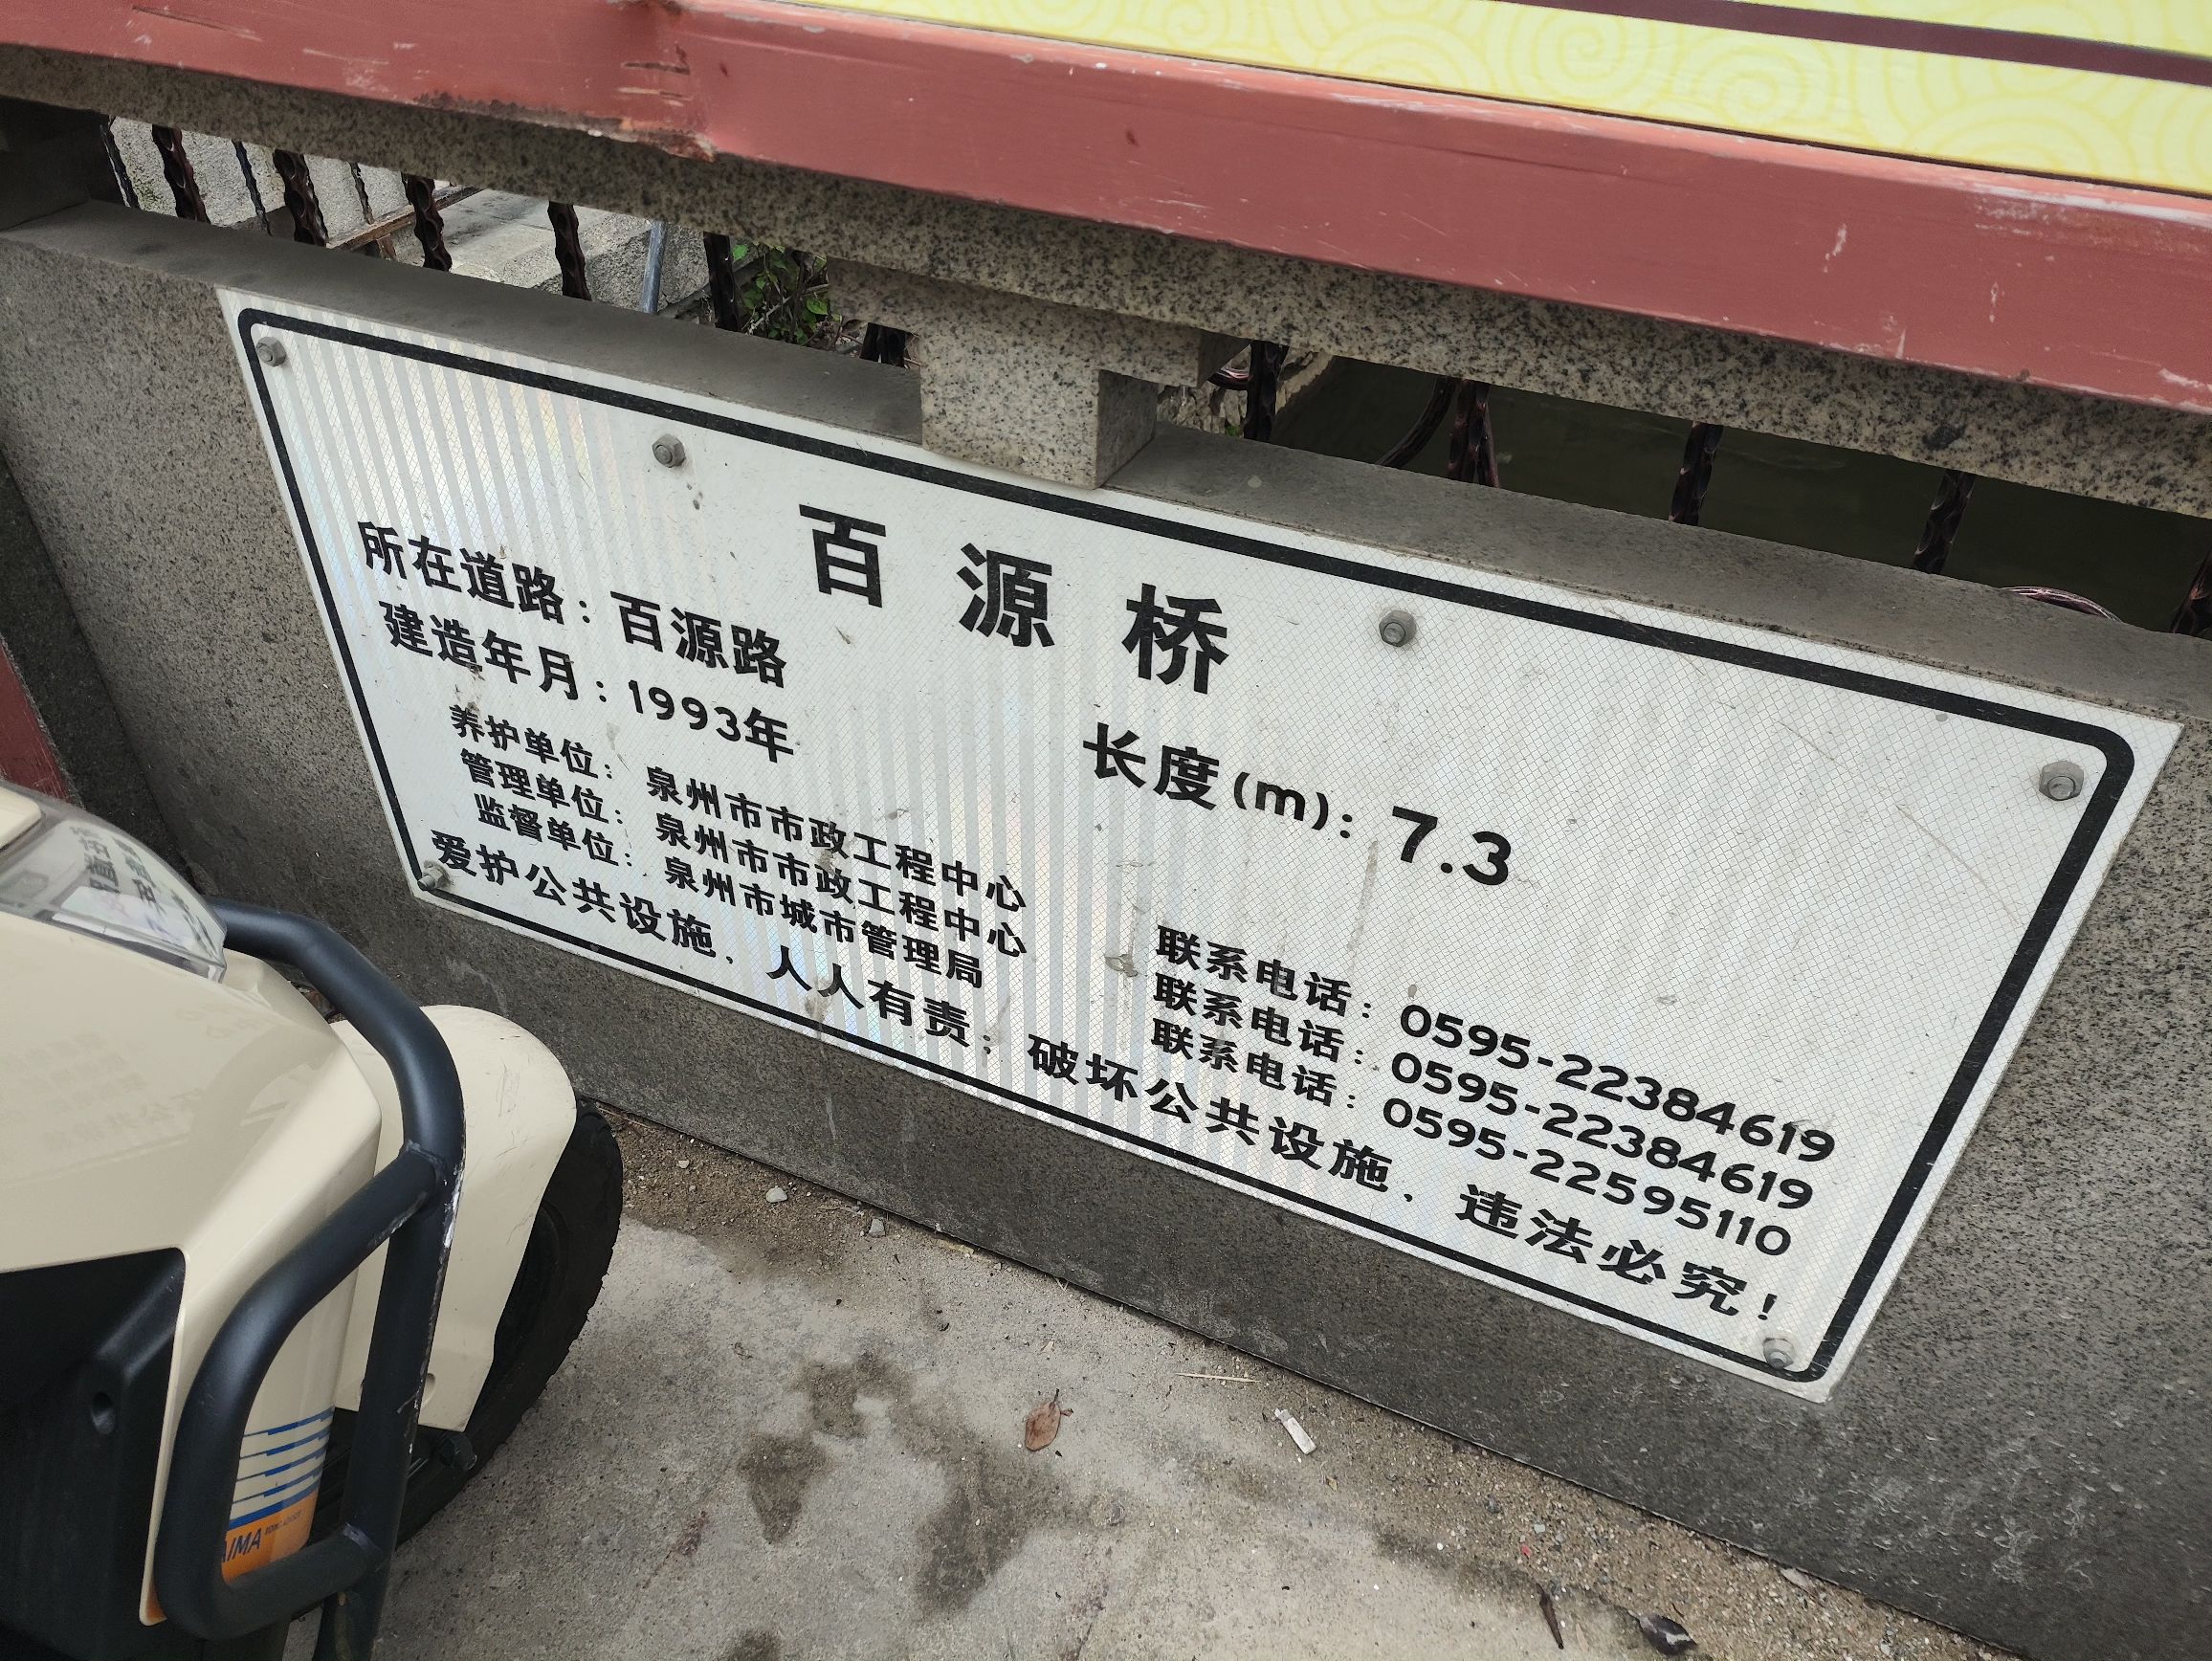 百源桥
所在道路：百源路
建造年月：1993年 长度(m)：7.3
养护单位：泉州市市政工程中心 联系电话：0595-22384619
管理单位：泉州市市政工程中心 联系电话：0595-22384619
监督单位：泉州市城市管理局 联系电话：0595-22595110
爱护公共设施．人人有责；破坏公共设施．违法必究！
AIMA